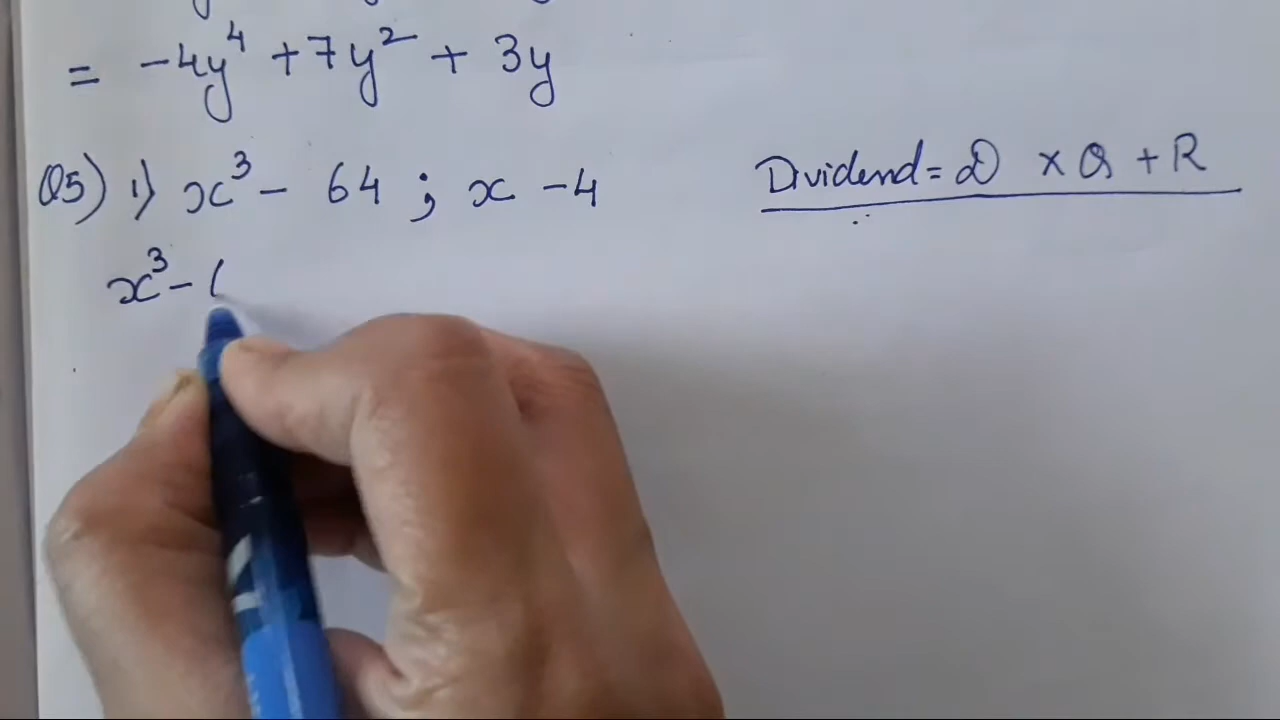 = -4y⁴ + 7y² + 3y
Q5) 1) x³ - 64 ; x - 4
Dividend = D × Q + R
x³ - (